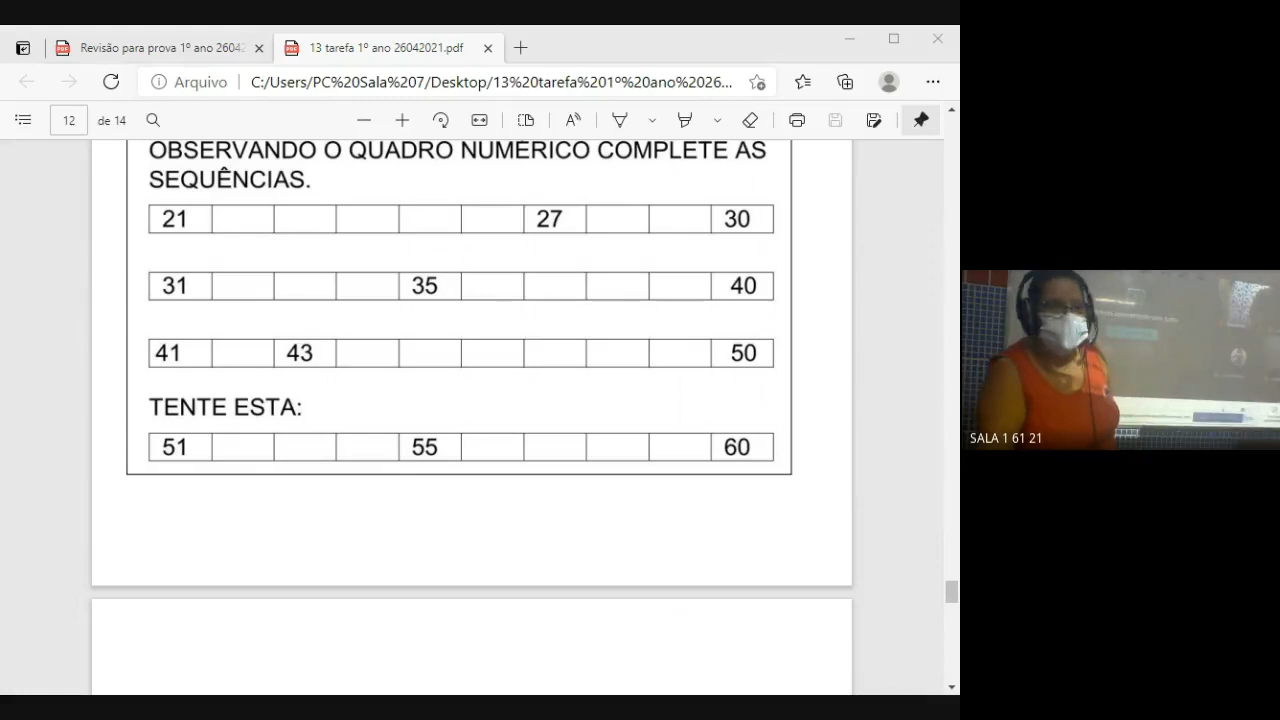 Revisão para prova 1º ano 26042
13 tarefa 1º ano 26042021.pdf
Arquivo
C:/Users/PC%20Sala%207/Desktop/13%20tarefa%201º%20ano%2026...
12 de 14
OBSERVANDO O QUADRO NUMERICO COMPLETE AS
SEQUÊNCIAS.
21 27 30
31 35 40
41 43 50
TENTE ESTA:
51 55 60
SALA 1 61 21